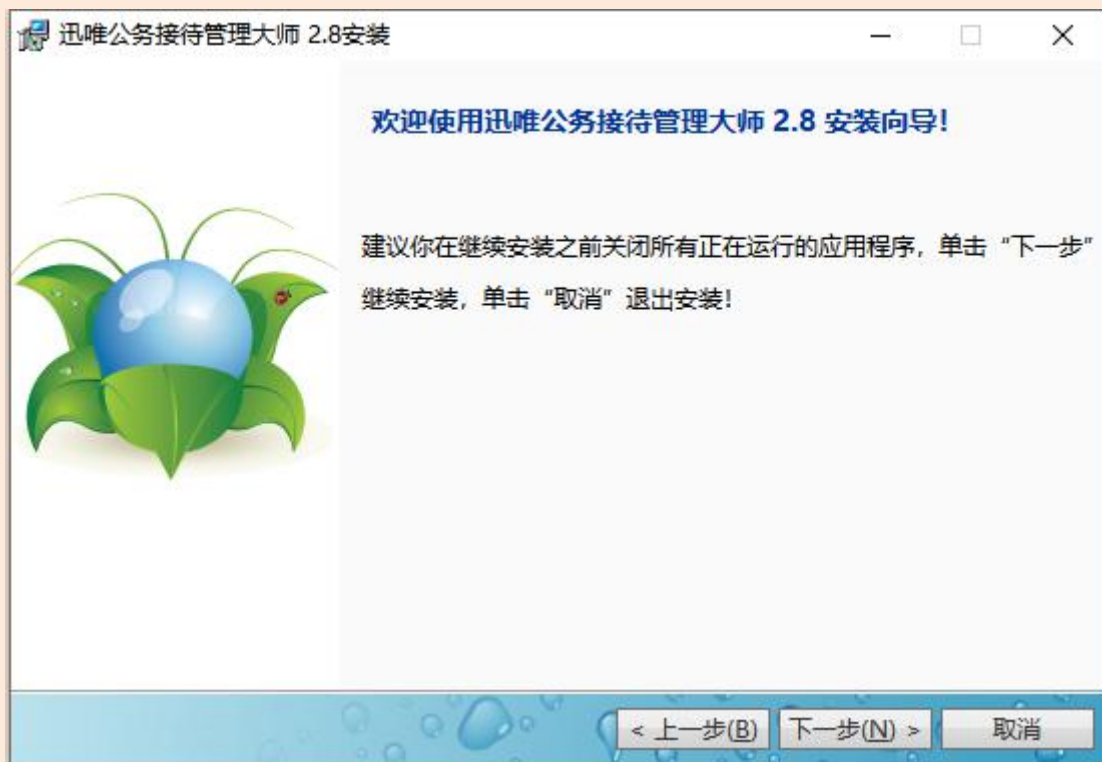 迅唯公务接待管理大师 2.8安装
欢迎使用迅唯公务接待管理大师 2.8 安装向导!
建议你在继续安装之前关闭所有正在运行的应用程序，单击“下一步”
继续安装，单击“取消”退出安装!
< 上一步(B) 下一步(N) > 取消